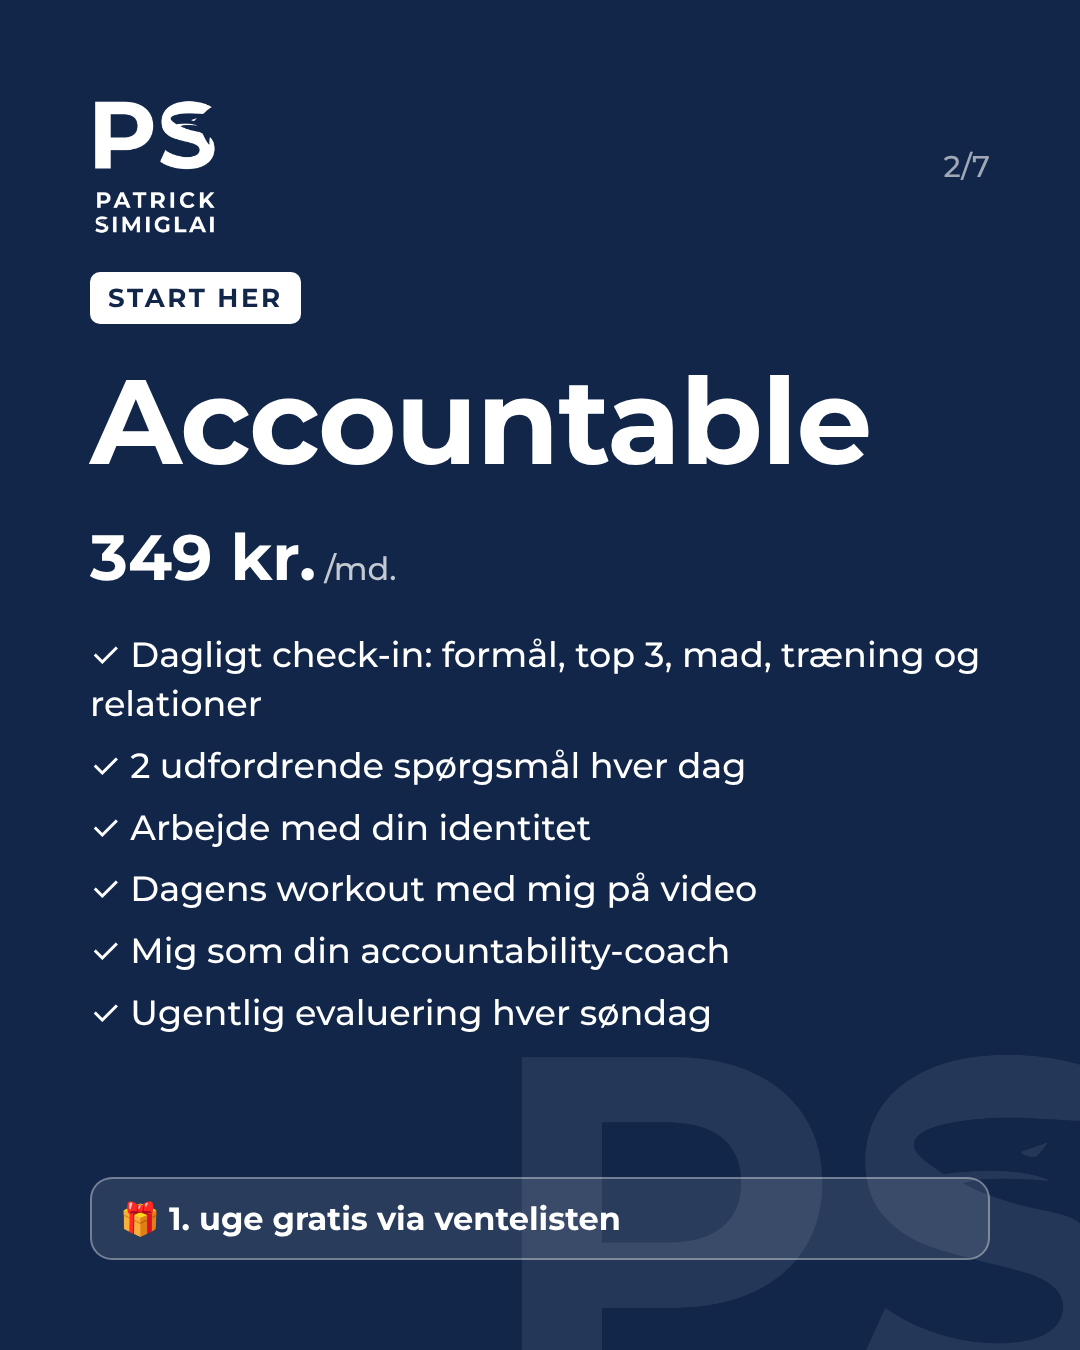 PS
PATRICK
SIMIGLAI
2/7
START HER
Accountable
349 kr. /md.
✓ Dagligt check-in: formål, top 3, mad, træning og
relationer
✓ 2 udfordrende spørgsmål hver dag
✓ Arbejde med din identitet
✓ Dagens workout med mig på video
✓ Mig som din accountability-coach
✓ Ugentlig evaluering hver søndag
🎁 1. uge gratis via ventelisten
PS